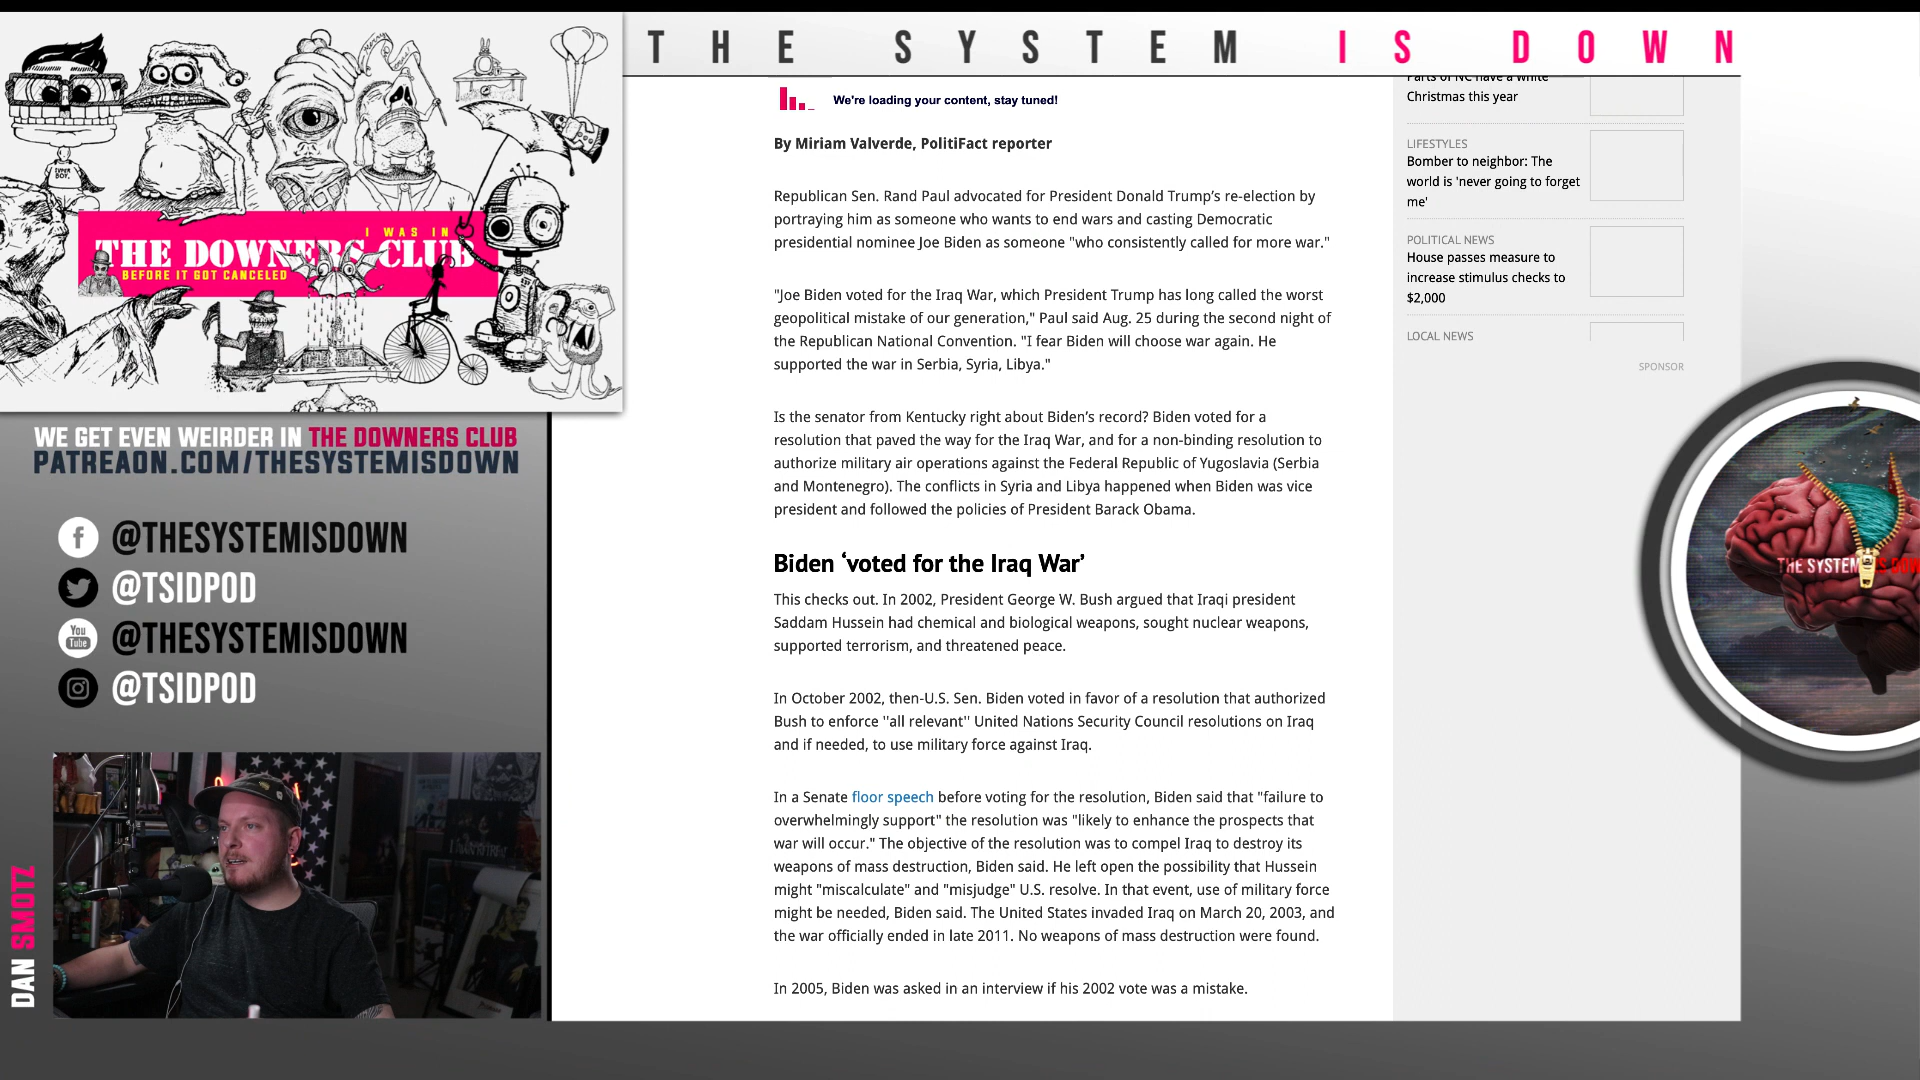 THE SYSTEM IS DOWN
SUPER
BOY.
I WAS IN
THE DOWNERS CLUB
BEFORE IT GOT CANCELED
WE GET EVEN WEIRDER IN THE DOWNERS CLUB
PATREON.COM/THESYSTEMISDOWN
f @THESYSTEMISDOWN
@TSIDPOD
You
Tube @THESYSTEMISDOWN
@TSIDPOD
DAN SMOTZ
We're loading your content, stay tuned!
By Miriam Valverde, PolitiFact reporter
Republican Sen. Rand Paul advocated for President Donald Trump’s re-election by
portraying him as someone who wants to end wars and casting Democratic
presidential nominee Joe Biden as someone "who consistently called for more war."
"Joe Biden voted for the Iraq War, which President Trump has long called the worst
geopolitical mistake of our generation," Paul said Aug. 25 during the second night of
the Republican National Convention. "I fear Biden will choose war again. He
supported the war in Serbia, Syria, Libya."
Is the senator from Kentucky right about Biden’s record? Biden voted for a
resolution that paved the way for the Iraq War, and for a non-binding resolution to
authorize military air operations against the Federal Republic of Yugoslavia (Serbia
and Montenegro). The conflicts in Syria and Libya happened when Biden was vice
president and followed the policies of President Barack Obama.
Biden ‘voted for the Iraq War’
This checks out. In 2002, President George W. Bush argued that Iraqi president
Saddam Hussein had chemical and biological weapons, sought nuclear weapons,
supported terrorism, and threatened peace.
In October 2002, then-U.S. Sen. Biden voted in favor of a resolution that authorized
Bush to enforce "all relevant" United Nations Security Council resolutions on Iraq
and if needed, to use military force against Iraq.
In a Senate floor speech before voting for the resolution, Biden said that "failure to
overwhelmingly support" the resolution was "likely to enhance the prospects that
war will occur." The objective of the resolution was to compel Iraq to destroy its
weapons of mass destruction, Biden said. He left open the possibility that Hussein
might "miscalculate" and "misjudge" U.S. resolve. In that event, use of military force
might be needed, Biden said. The United States invaded Iraq on March 20, 2003, and
the war officially ended in late 2011. No weapons of mass destruction were found.
In 2005, Biden was asked in an interview if his 2002 vote was a mistake.
Parts of NC have a white
Christmas this year
LIFESTYLES
Bomber to neighbor: The
world is 'never going to forget
me'
POLITICAL NEWS
House passes measure to
increase stimulus checks to
$2,000
LOCAL NEWS
SPONSOR
THE SYSTEM IS DOW